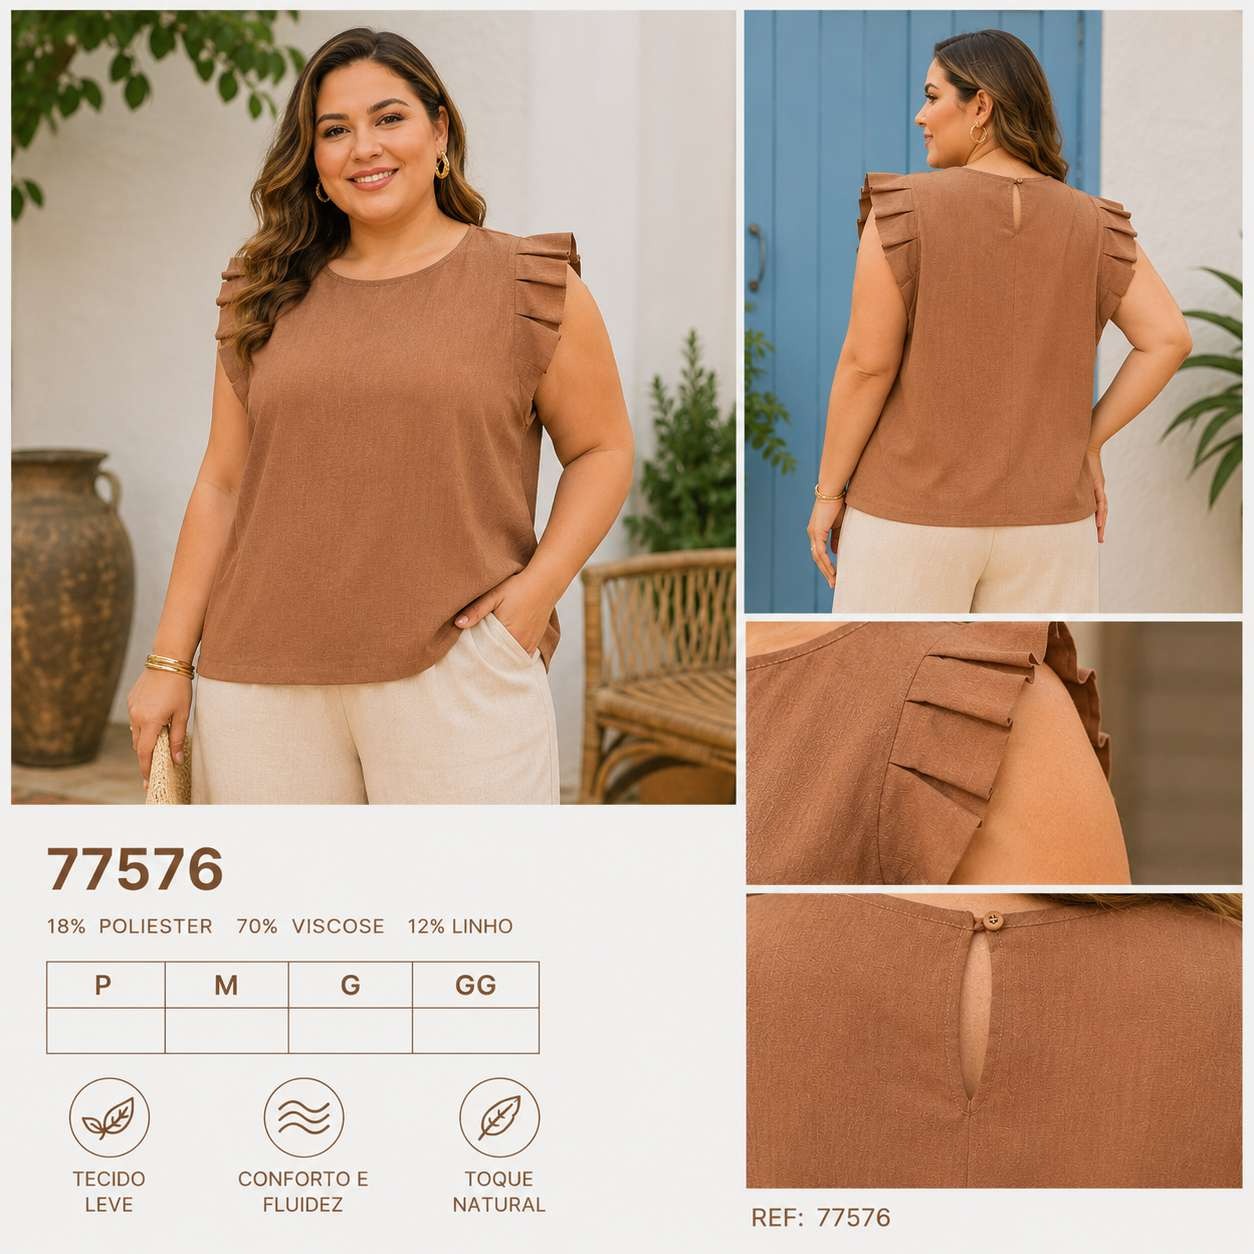 77576
18% POLIESTER 70% VISCOSE 12% LINHO
P M G GG
TECIDO
LEVE
CONFORTO E
FLUIDEZ
TOQUE
NATURAL
REF: 77576